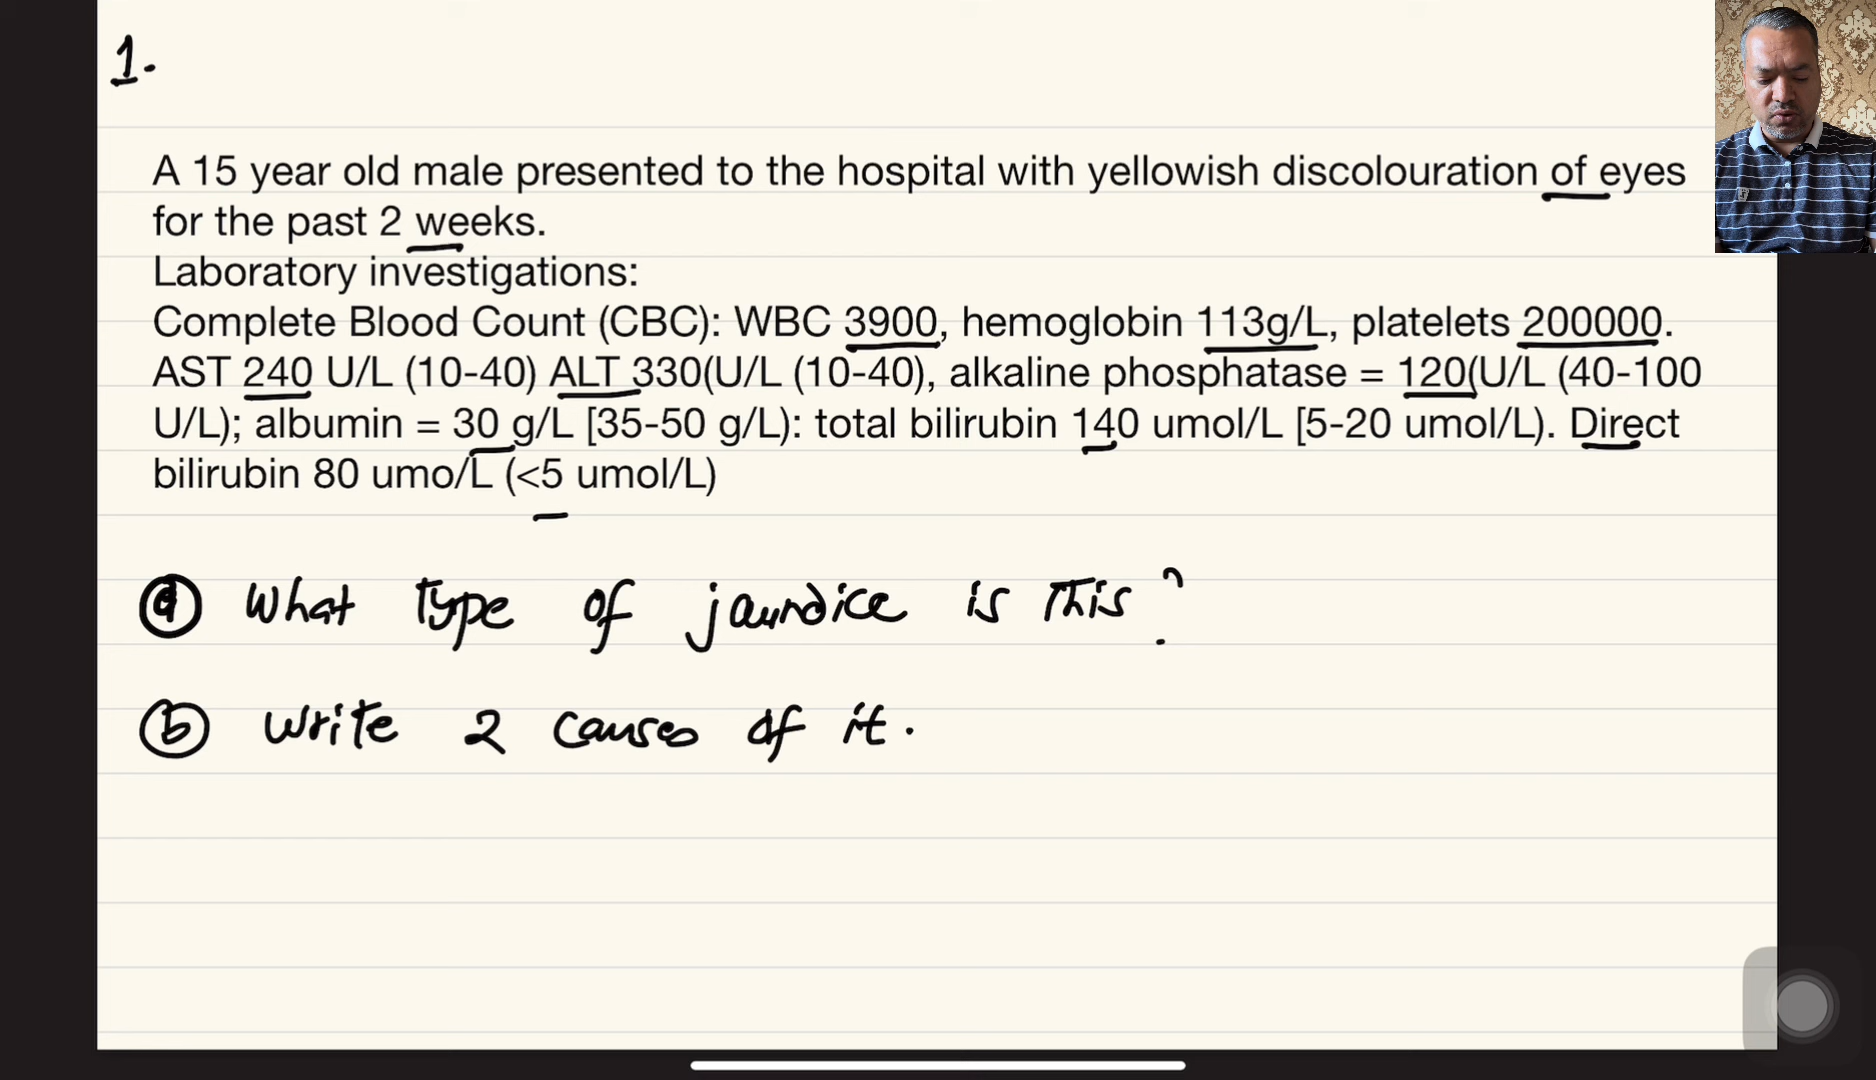 1.
A 15 year old male presented to the hospital with yellowish discolouration of eyes
for the past 2 weeks.
Laboratory investigations:
Complete Blood Count (CBC): WBC 3900, hemoglobin 113g/L, platelets 200000.
AST 240 U/L (10-40) ALT 330(U/L (10-40), alkaline phosphatase = 120(U/L (40-100
U/L); albumin = 30 g/L [35-50 g/L): total bilirubin 140 umol/L [5-20 umol/L). Direct
bilirubin 80 umo/L (<5 umol/L)
a What type of jaundice is this?
b Write 2 causes of it.